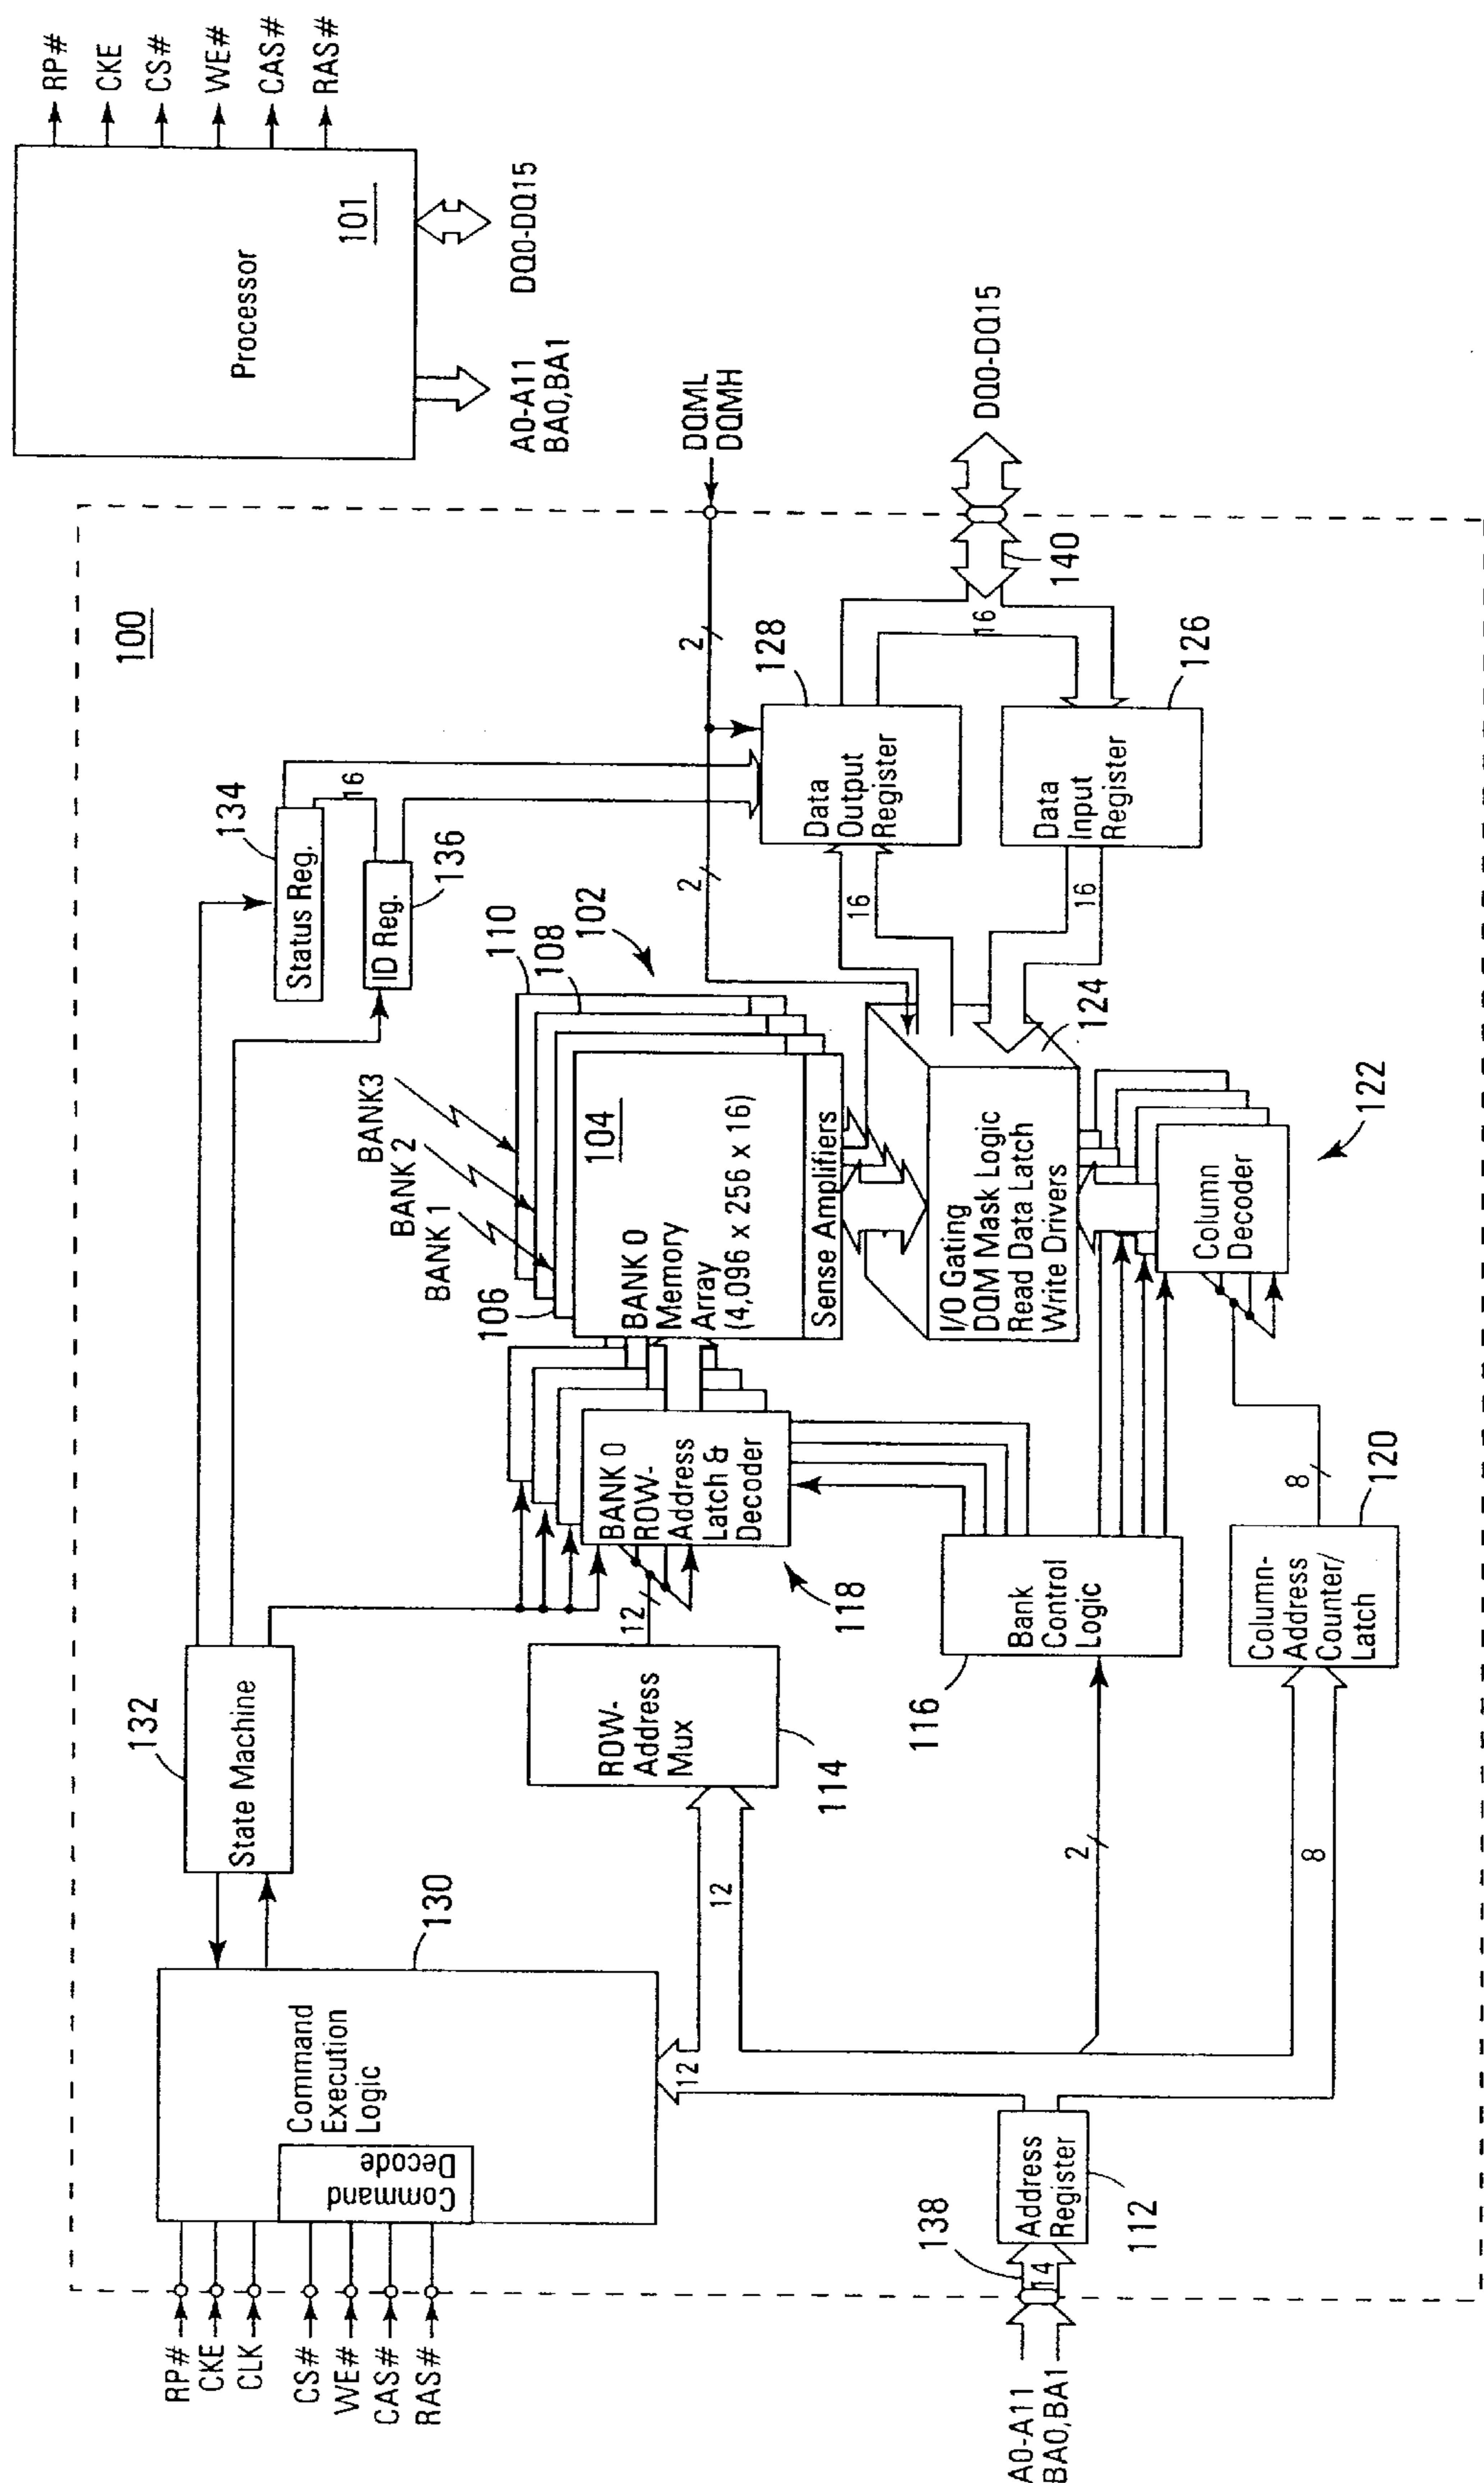 RP#
CKE
CS#
WE#
CAS#
RAS#
Processor
101
A0-A11
BA0,BA1
DQ0-DQ15
100
RP#
CKE
CLK
CS#
WE#
CAS#
RAS#
Command
Execution
Logic
Command
Decode
130
State Machine
132
Status Reg.
134
16
ID Reg.
136
BANK3
BANK 2
BANK 1
110
108
102
106
104
BANK 0
Memory
Array
(4,096 x 256 x 16)
Sense Amplifiers
12
12
ROW-
Address
Mux
114
12
BANK 0
ROW-
Address
Latch &
Decoder
118
DQML
DQMH
2
2
Data
Output
Register
128
16
16
DQ0-DQ15
140
Data
Input
Register
126
16
I/O Gating
DQM Mask Logic
Read Data Latch
Write Drivers
124
A0-A11
BA0,BA1
138
14
Address
Register
112
2
Bank
Control
Logic
116
Column
Decoder
122
8
Column-
Address
Counter/
Latch
120
8